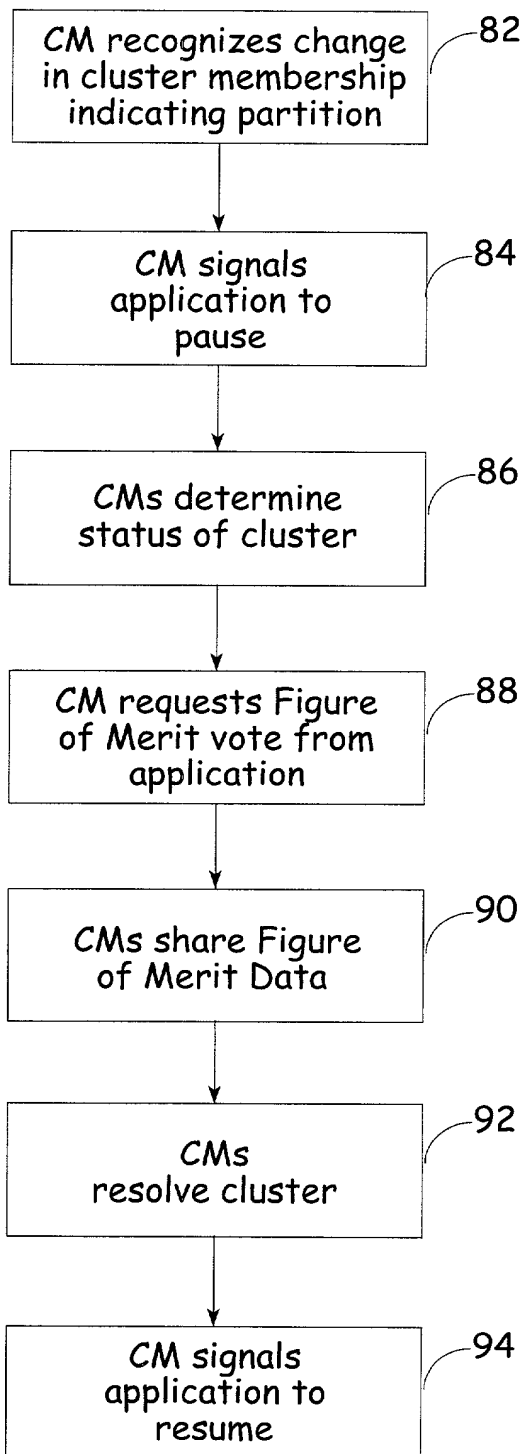 CM recognizes change
in cluster membership
indicating partition
82
CM signals
application to
pause
84
CMs determine
status of cluster
86
CM requests Figure
of Merit vote from
application
88
CMs share Figure
of Merit Data
90
CMs
resolve cluster
92
CM signals
application to
resume
94